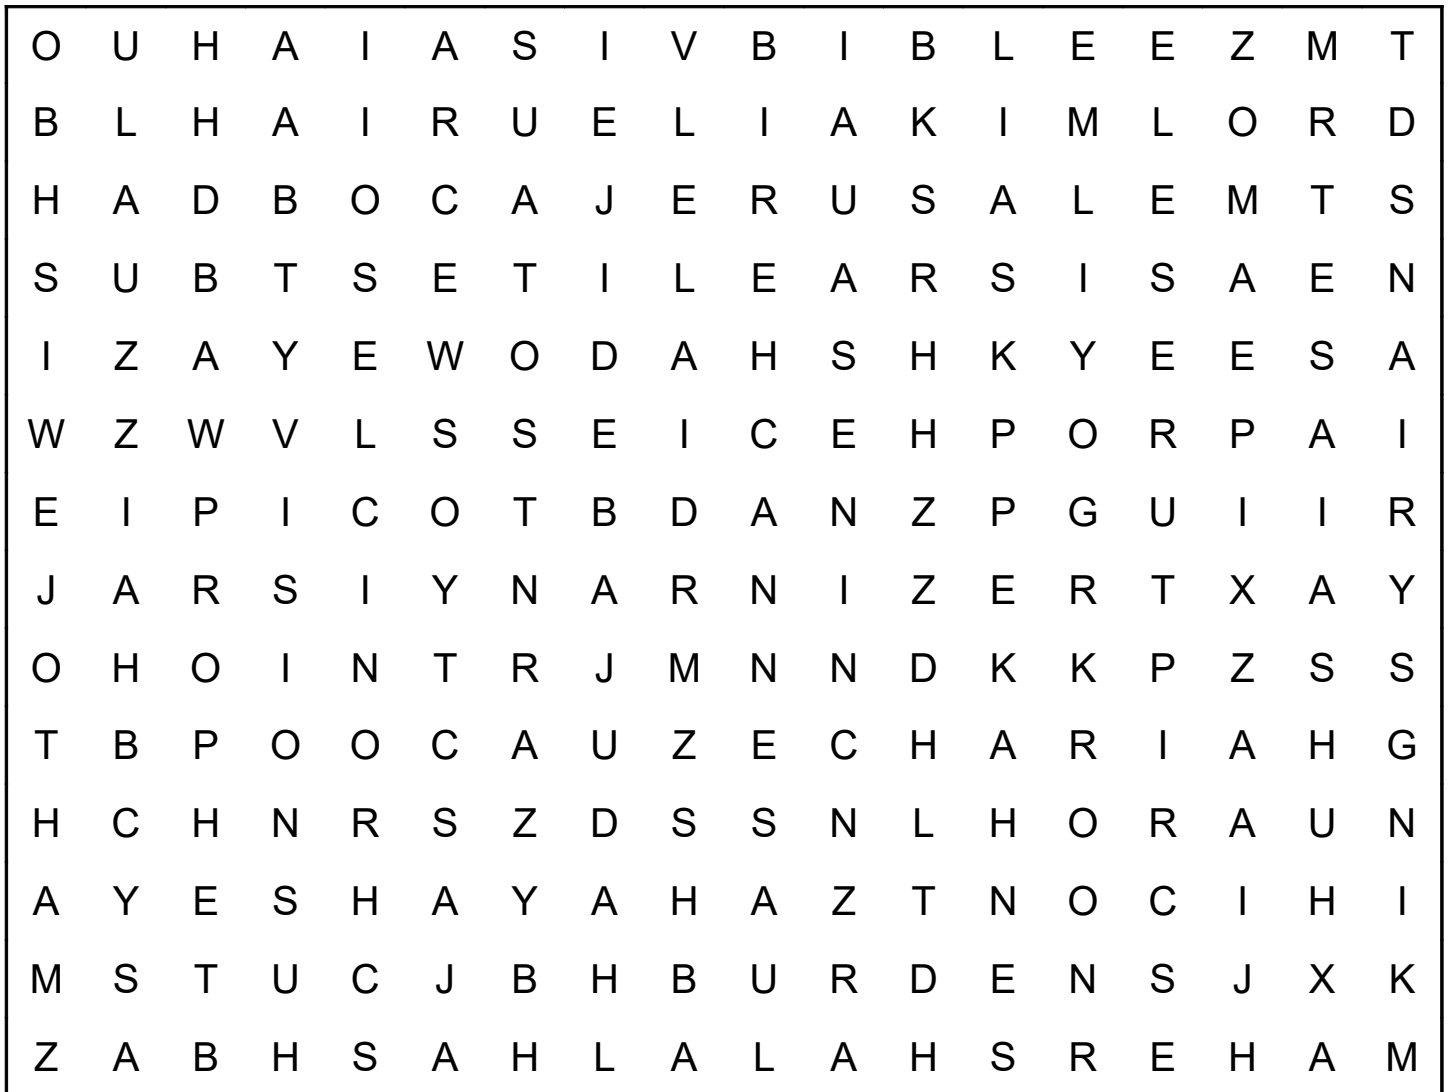 O U H A I A S I V B I B L E E Z M T
B L H A I R U E L I A K I M L O R D
H A D B O C A J E R U S A L E M T S
S U B T S E T I L E A R S I S A E N
I Z A Y E W O D A H S H K Y E E S A
W Z W V L S S E I C E H P O R P A I
E I P I C O T B D A N Z P G U I I R
J A R S I Y N A R N I Z E R T X A Y
O H O I N T R J M N N D K K P Z S S
T B P O O C A U Z E C H A R I A H G
H C H N R S Z D S S N L H O R A U N
A Y E S H A Y A H A Z T N O C I H I
M S T U C J B H B U R D E N S J X K
Z A B H S A H L A L A H S R E H A M